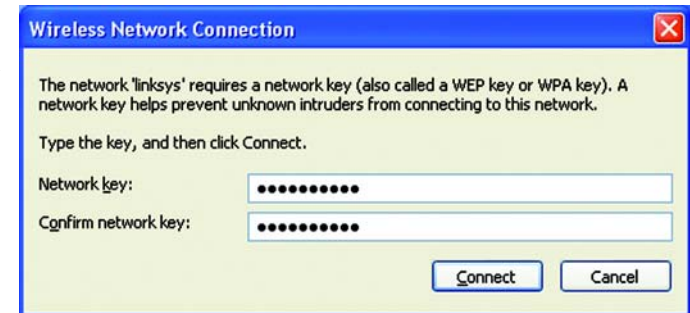 Wireless Network Connection
The network 'linksys' requires a network key (also called a WEP key or WPA key). A
network key helps prevent unknown intruders from connecting to this network.
Type the key, and then click Connect.
Network key: ●●●●●●●●●●
Confirm network key: ●●●●●●●●●●
Connect Cancel